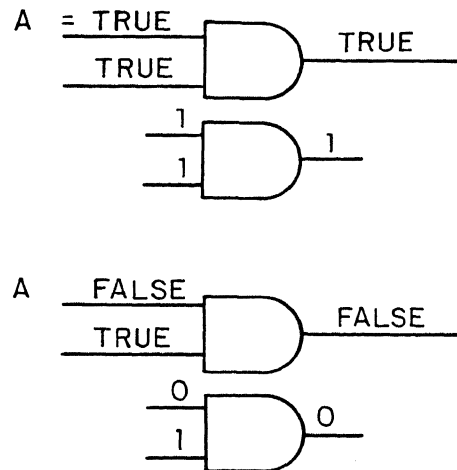 A = TRUE
TRUE
TRUE
1
1
1
A FALSE
TRUE
FALSE
0
1
0